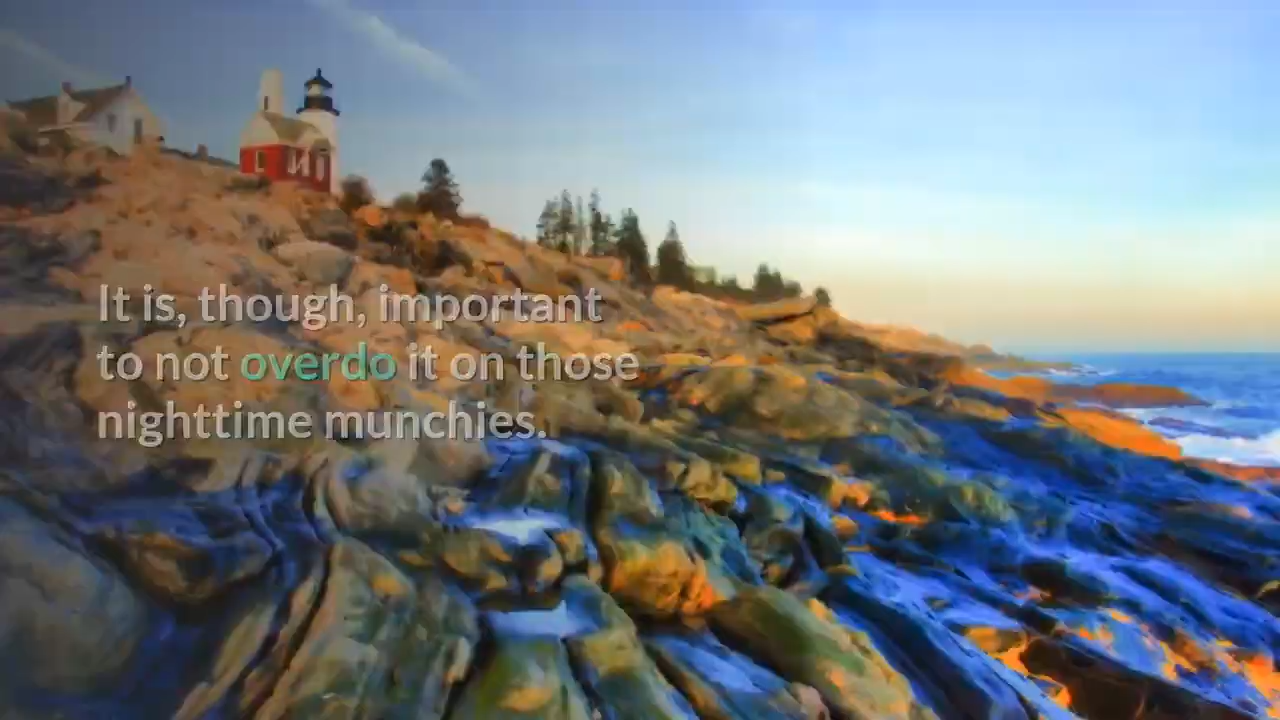 It is, though, important
to not overdo it on those
nighttime munchies.